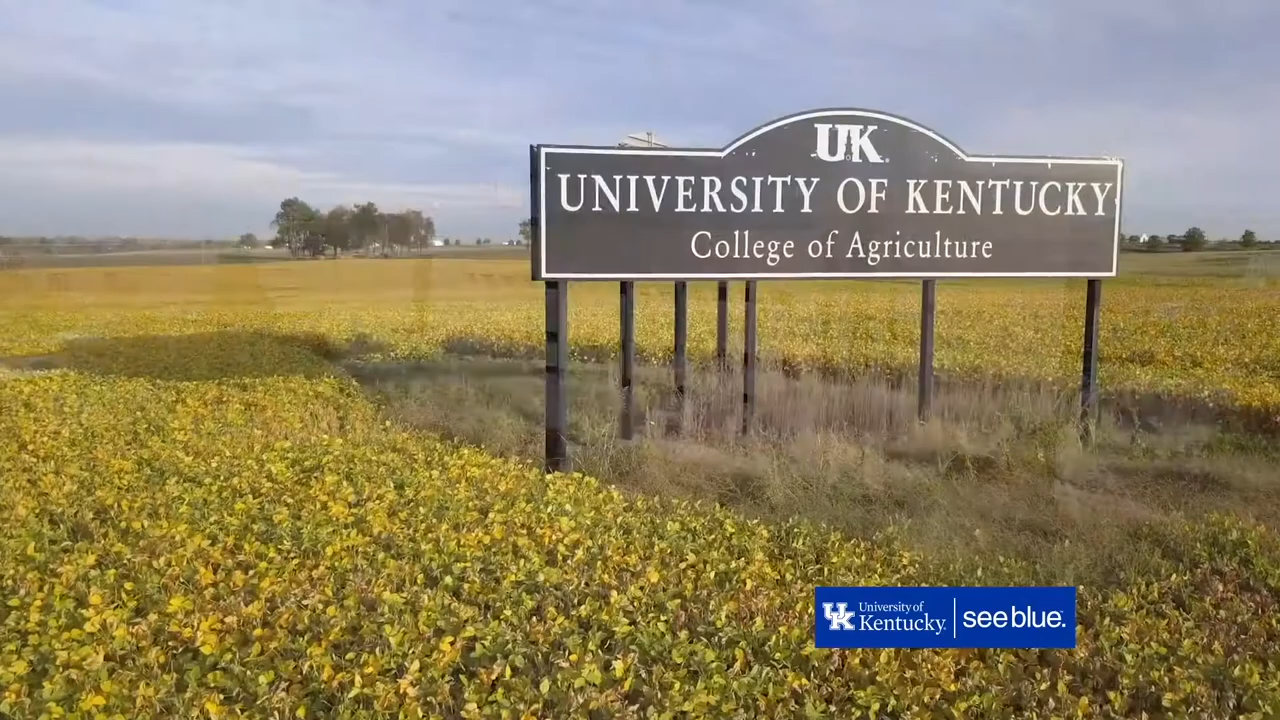 UK
UNIVERSITY OF KENTUCKY
College of Agriculture
UK
University of
Kentucky.
see blue.